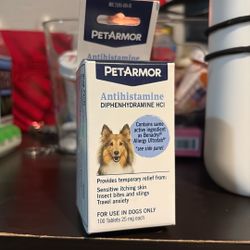 PETARMOR
Antihistamine
PETARMOR
Antihistamine
DIPHENHYDRAMINE HCl
Contains same
active ingredient
as Benadryl®
Allergy Ultratab®
*see side panel
Provides temporary relief from:
Sensitive itching skin
Insect bites and stings
Travel anxiety
FOR USE IN DOGS ONLY
100 Tablets 25 mg each